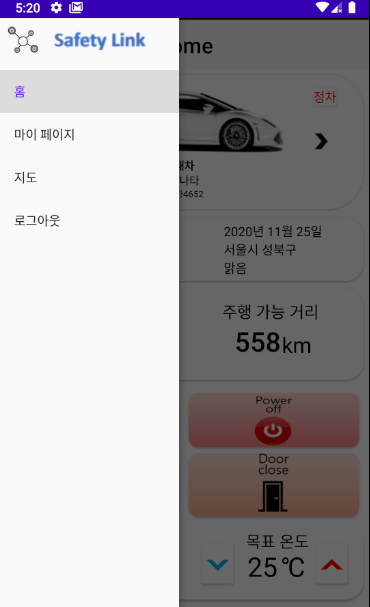 5:20
Safety Link
ome
홈
마이 페이지
지도
로그아웃
정차
나타
4652
2020년 11월 25일
서울시 성북구
맑음
주행 가능 거리
558km
Power
off
Door
close
목표 온도
25 ℃